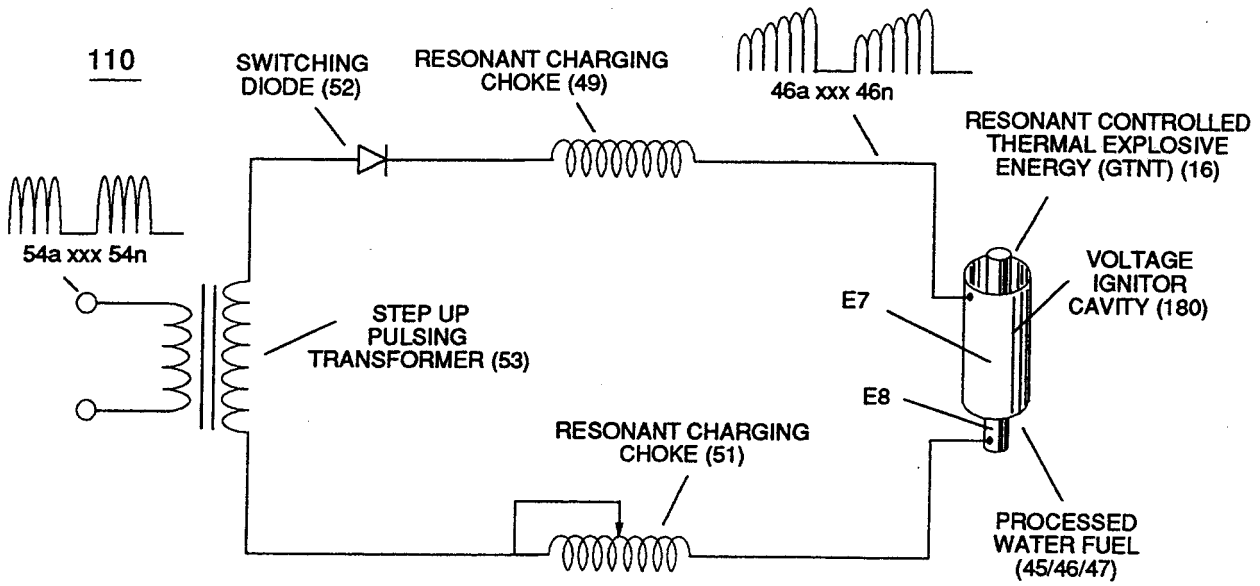 110
SWITCHING
DIODE (52)
RESONANT CHARGING
CHOKE (49)
46a xxx 46n
RESONANT CONTROLLED
THERMAL EXPLOSIVE
ENERGY (GTNT) (16)
54a xxx 54n
STEP UP
PULSING
TRANSFORMER (53)
E7
VOLTAGE
IGNITOR
CAVITY (180)
E8
RESONANT CHARGING
CHOKE (51)
PROCESSED
WATER FUEL
(45/46/47)